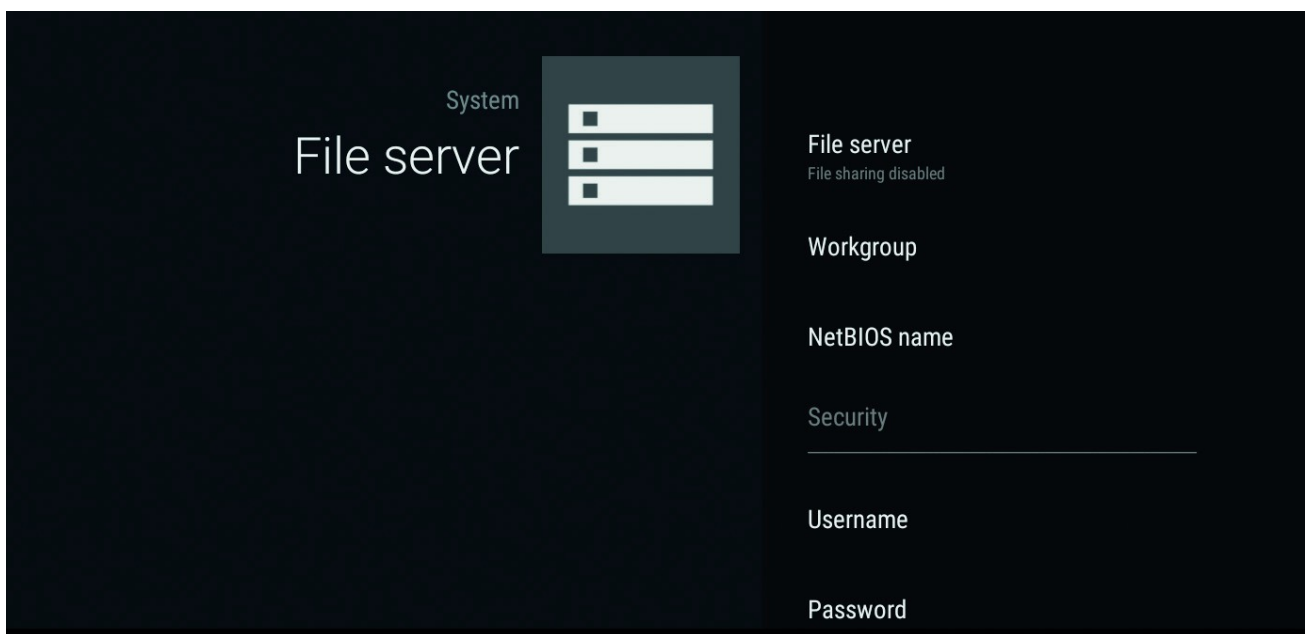 System
File server
File server
File sharing disabled
Workgroup
NetBIOS name
Security
Username
Password